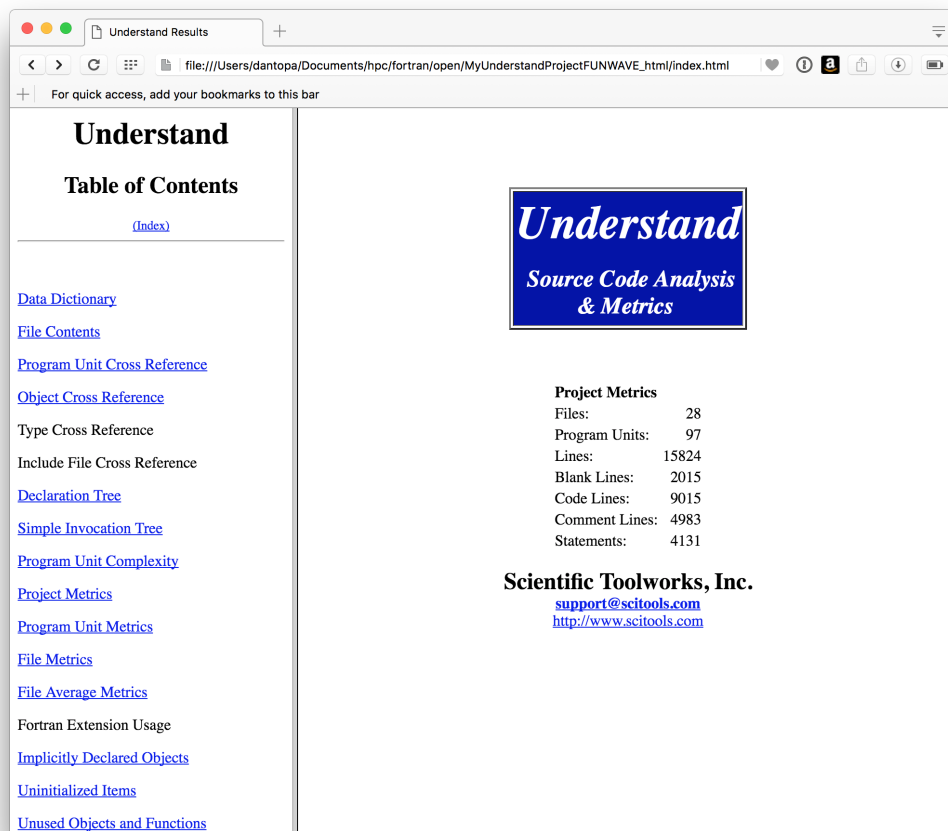 Understand Results
file:///Users/dantopa/Documents/hpc/fortran/open/MyUnderstandProjectFUNWAVE_html/index.html
For quick access, add your bookmarks to this bar
Understand
Table of Contents
(Index)
Data Dictionary
File Contents
Program Unit Cross Reference
Object Cross Reference
Type Cross Reference
Include File Cross Reference
Declaration Tree
Simple Invocation Tree
Program Unit Complexity
Project Metrics
Program Unit Metrics
File Metrics
File Average Metrics
Fortran Extension Usage
Implicitly Declared Objects
Uninitialized Items
Unused Objects and Functions
Understand
Source Code Analysis
& Metrics
Project Metrics
Files: 28
Program Units: 97
Lines: 15824
Blank Lines: 2015
Code Lines: 9015
Comment Lines: 4983
Statements: 4131
Scientific Toolworks, Inc.
support@scitools.com
http://www.scitools.com